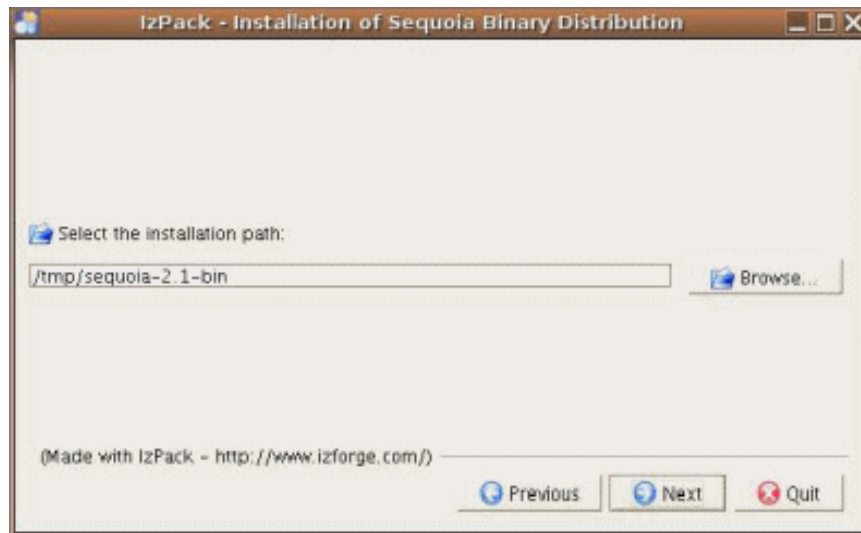 IzPack - Installation of Sequoia Binary Distribution
Select the installation path:
/tmp/sequoia-2.1-bin
Browse...
(Made with IzPack - http://www.izforge.com/)
Previous
Next
Quit